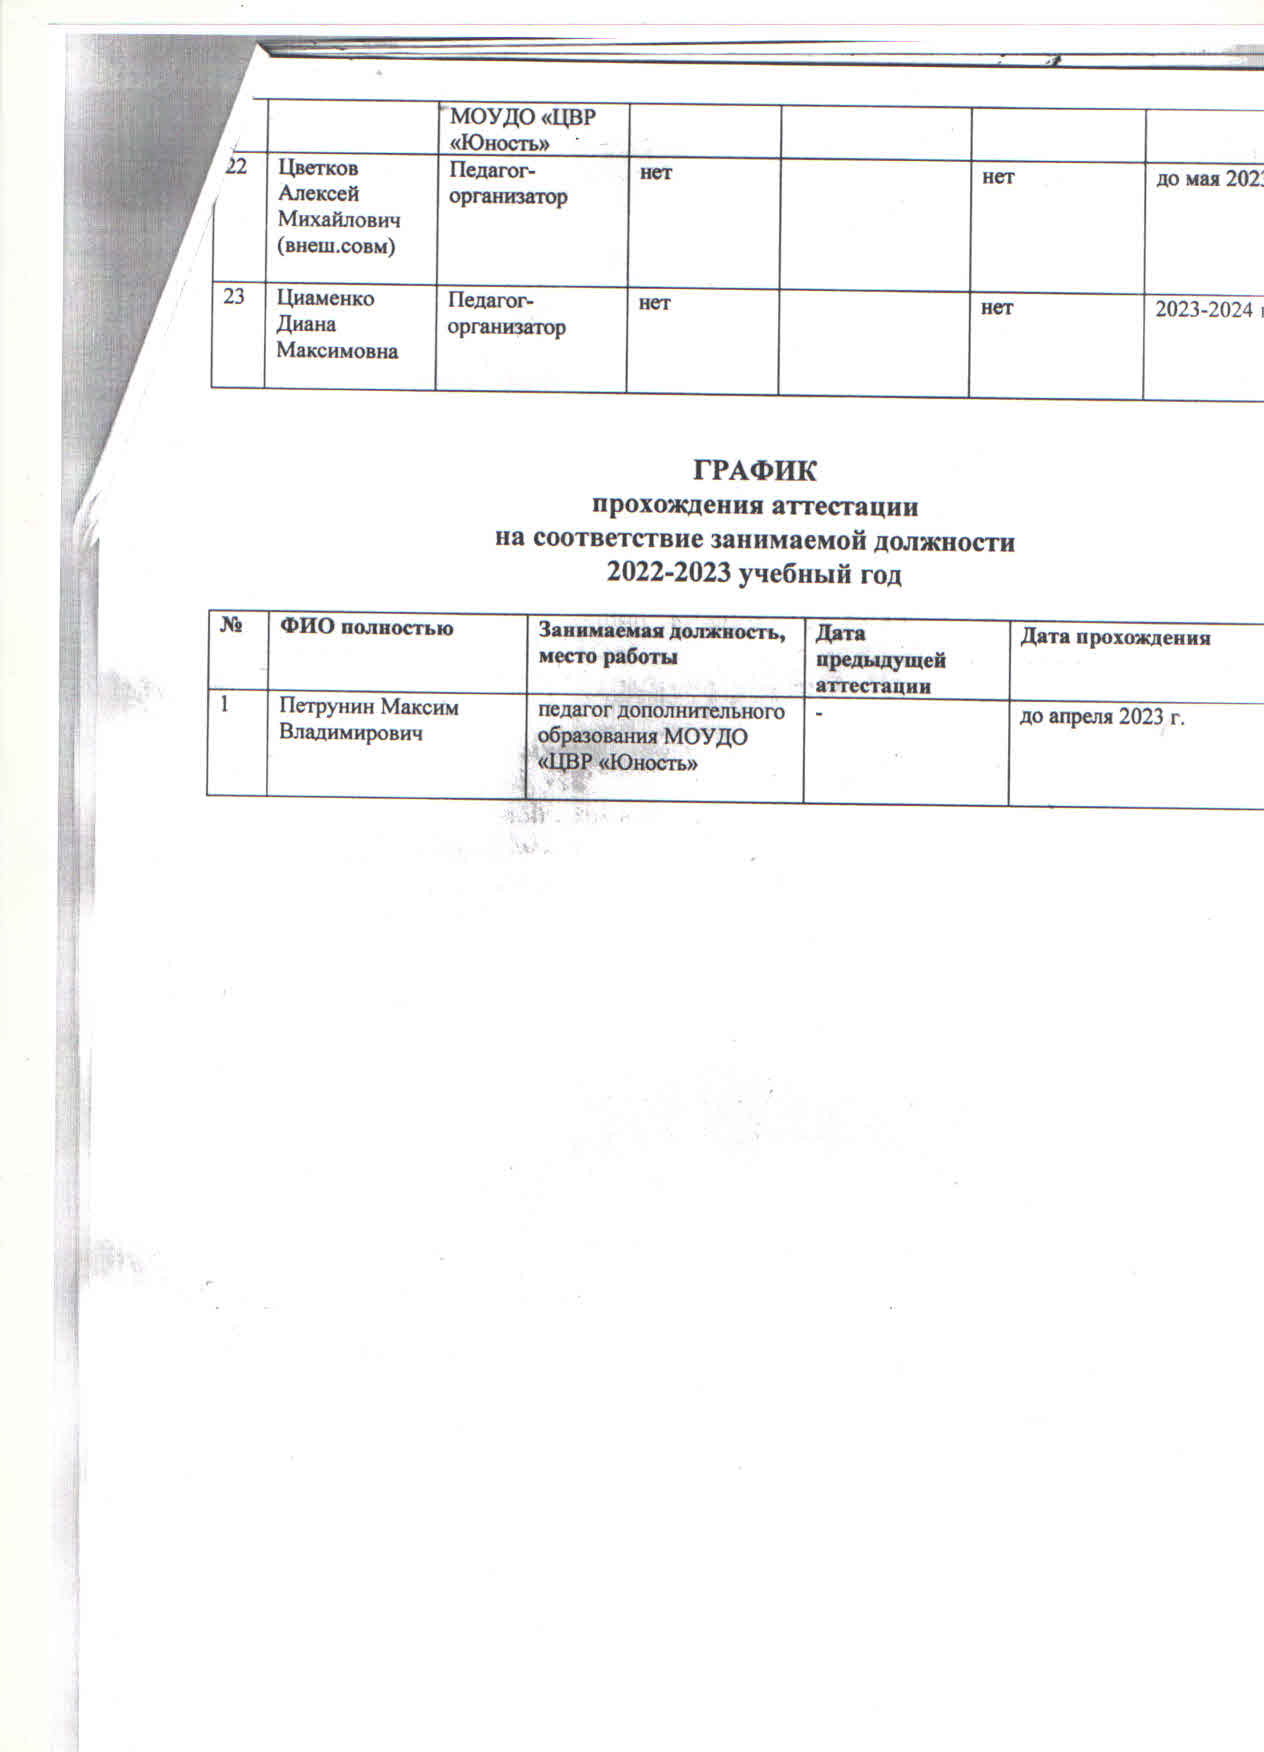 МОУДО «ЦВР
«Юность»
22 Цветков Педагог- нет нет до мая 2023
Алексей организатор
Михайлович
(внеш.совм)
23 Циаменко Педагог- нет нет 2023-2024
Диана организатор
Максимовна
ГРАФИК
прохождения аттестации
на соответствие занимаемой должности
2022-2023 учебный год
№ ФИО полностью Занимаемая должность, Дата Дата прохождения
место работы предыдущей
аттестации
1 Петрунин Максим педагог дополнительного - до апреля 2023 г.
Владимирович образования МОУДО
«ЦВР «Юность»